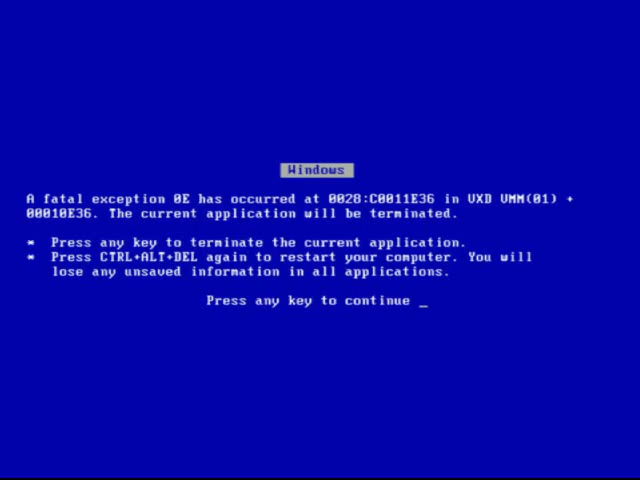 Windows
A fatal exception 0E has occurred at 0028:C0011E36 in VXD VMM(01) +
00010E36. The current application will be terminated.
* Press any key to terminate the current application.
* Press CTRL+ALT+DEL again to restart your computer. You will
lose any unsaved information in all applications.
Press any key to continue _